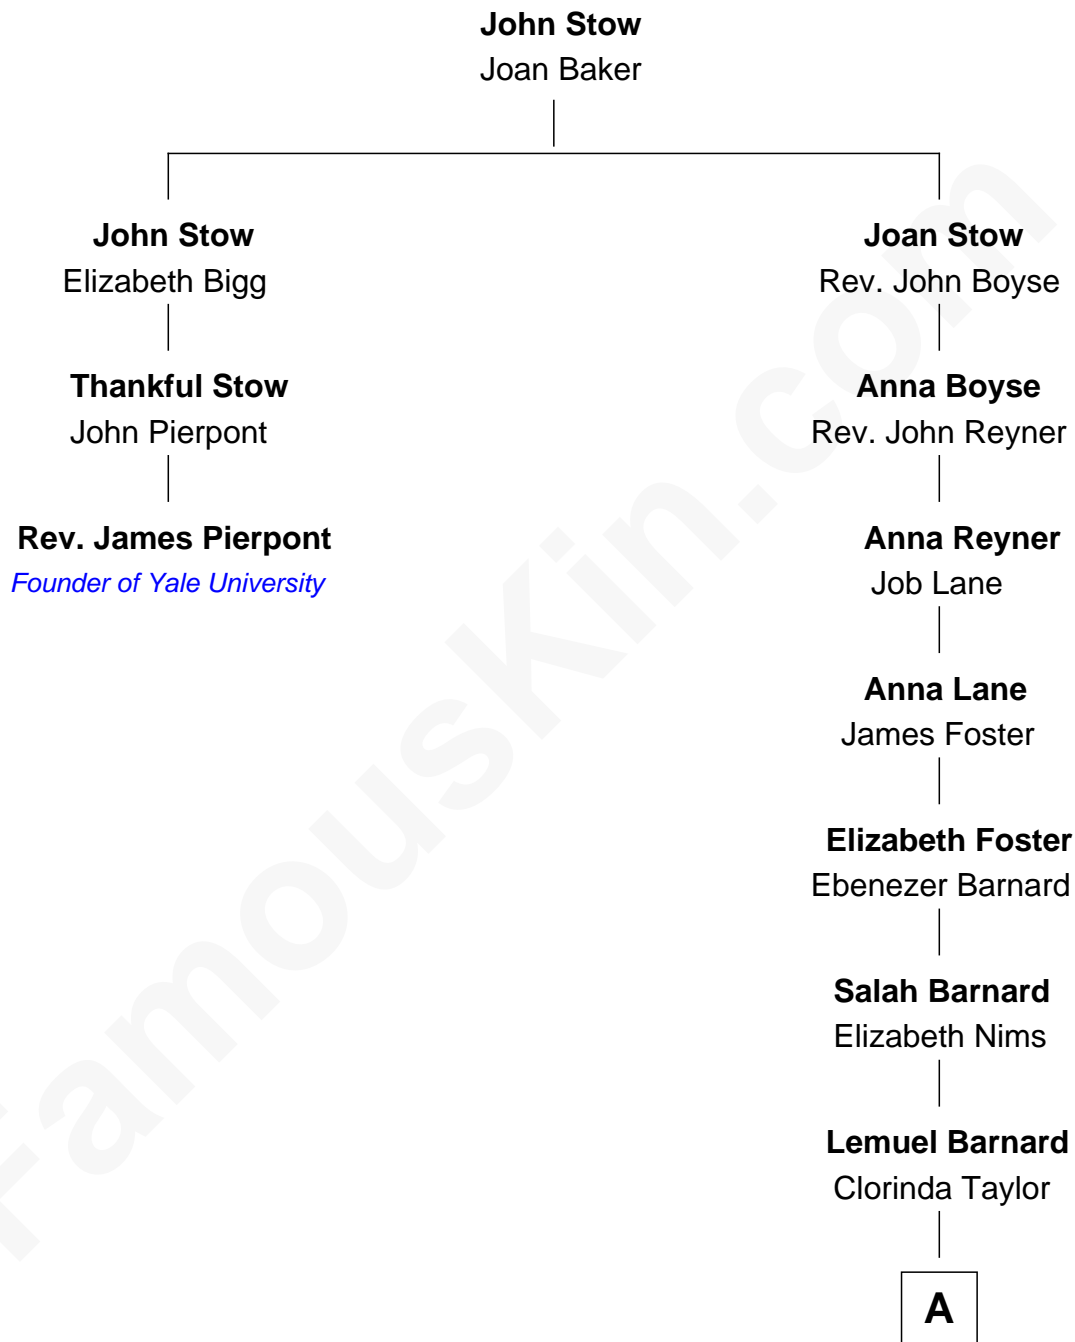 John Stow
Joan Baker
John Stow
Elizabeth Bigg
Joan Stow
Rev. John Boyse
Thankful Stow
John Pierpont
Anna Boyse
Rev. John Reyner
Rev. James Pierpont
Founder of Yale University
Anna Reyner
Job Lane
Anna Lane
James Foster
Elizabeth Foster
Ebenezer Barnard
Salah Barnard
Elizabeth Nims
Lemuel Barnard
Clorinda Taylor
A
FamousKin.com